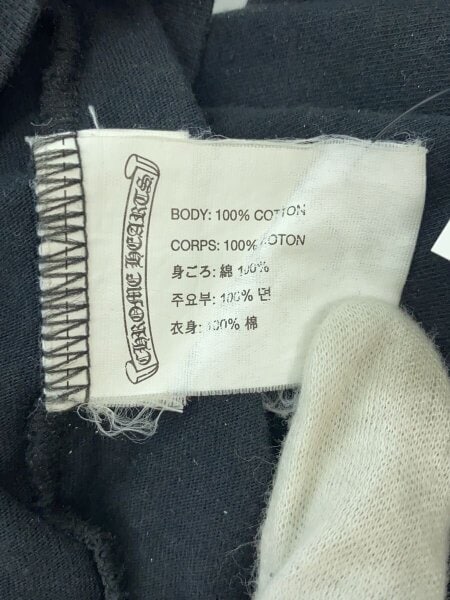 CHROME HEARTS
BODY: 100% COTTON
CORPS: 100% COTON
身ごろ: 綿 100%
주요부: 100% 면
衣身: 100% 棉